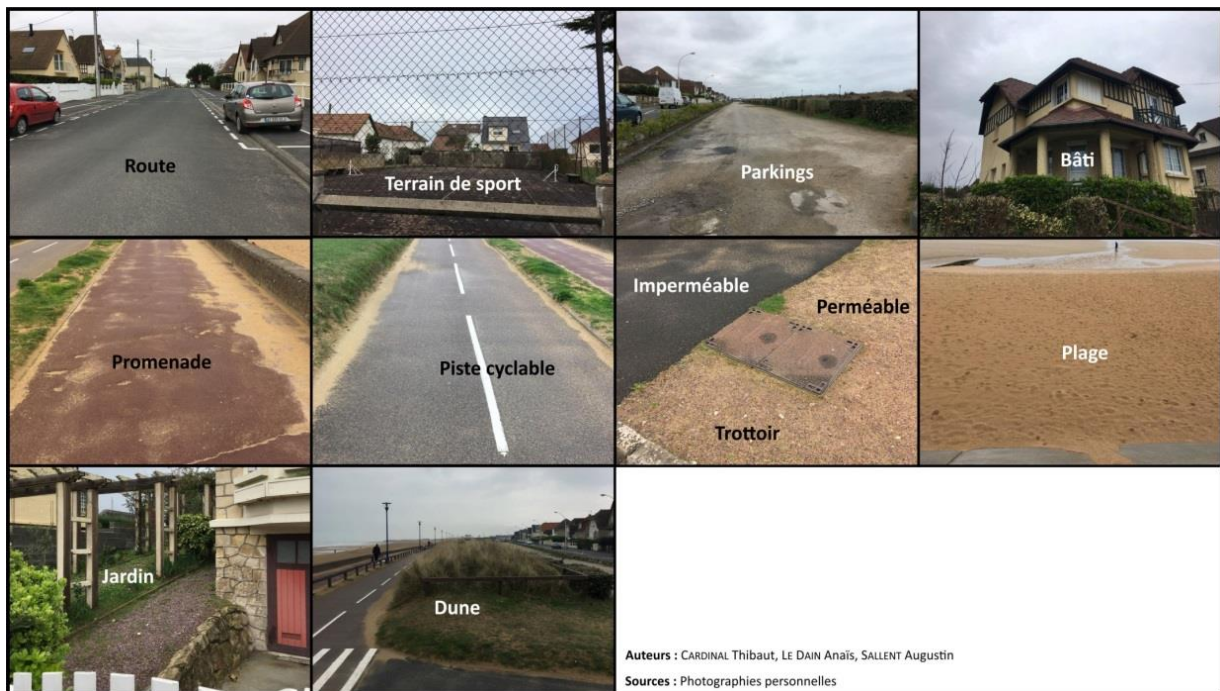 Route
Terrain de sport
Parkings
Bâti
Promenade
Piste cyclable
Imperméable
Perméable
Trottoir
Plage
Jardin
Dune
Auteurs : CARDINAL Thibaut, LE DAIN Anaïs, SALLENT Augustin
Sources : Photographies personnelles